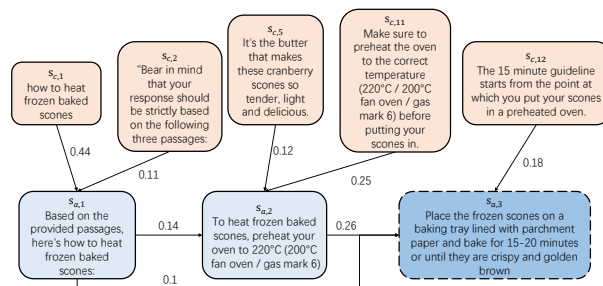 s_{c,1}
how to heat
frozen baked
scones
s_{c,2}
"Bear in mind
that your
response should
be strictly based
on the following
three passages:
s_{c,5}
It's the butter
that makes
these cranberry
scones so
tender, light
and delicious.
s_{c,11}
Make sure to
preheat the oven
to the correct
temperature
(220°C / 200°C
fan oven / gas
mark 6) before
putting your
scones in.
s_{c,12}
The 15 minute guideline
starts from the point at
which you put your scones
in a preheated oven.
0.44
0.11
0.12
0.25
0.18
s_{a,1}
Based on the
provided passages,
here's how to heat
frozen baked
scones:
0.14
s_{a,2}
To heat frozen baked
scones, preheat your
oven to 220°C (200°C
fan oven / gas mark 6)
0.26
s_{a,3}
Place the frozen scones on a
baking tray lined with parchment
paper and bake for 15-20 minutes
or until they are crispy and golden
brown
0.1